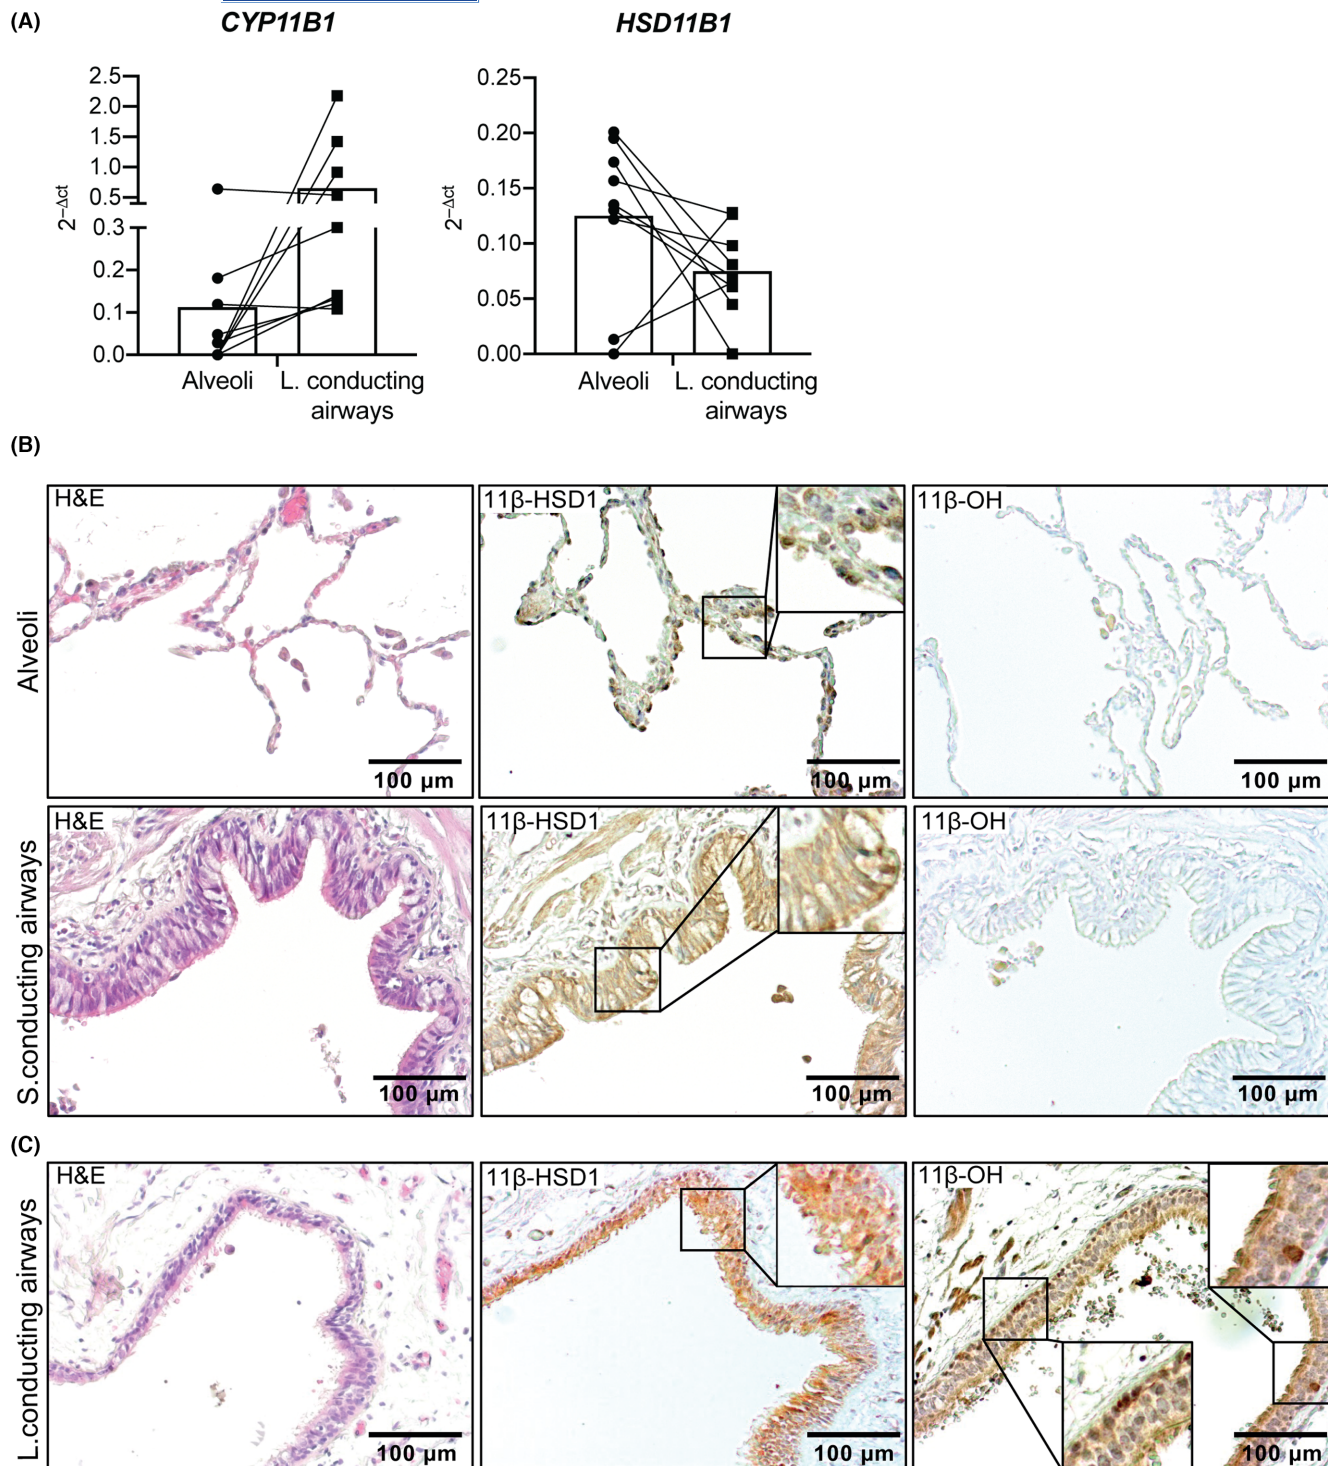 (A)
CYP11B1
HSD11B1
2.5
2.0
1.5
1.0
0.5
0.3
0.2
0.1
0.0
2⁻Δct
Alveoli
L. conducting
airways
0.25
0.20
0.15
0.10
0.05
0.00
2⁻Δct
Alveoli
L. conducting
airways
(B)
Alveoli
H&E
100 µm
11β-HSD1
100 µm
11β-OH
100 µm
S.conducting airways
H&E
100 µm
11β-HSD1
100 µm
11β-OH
100 µm
(C)
L.conducting airways
H&E
100 µm
11β-HSD1
100 µm
11β-OH
100 µm